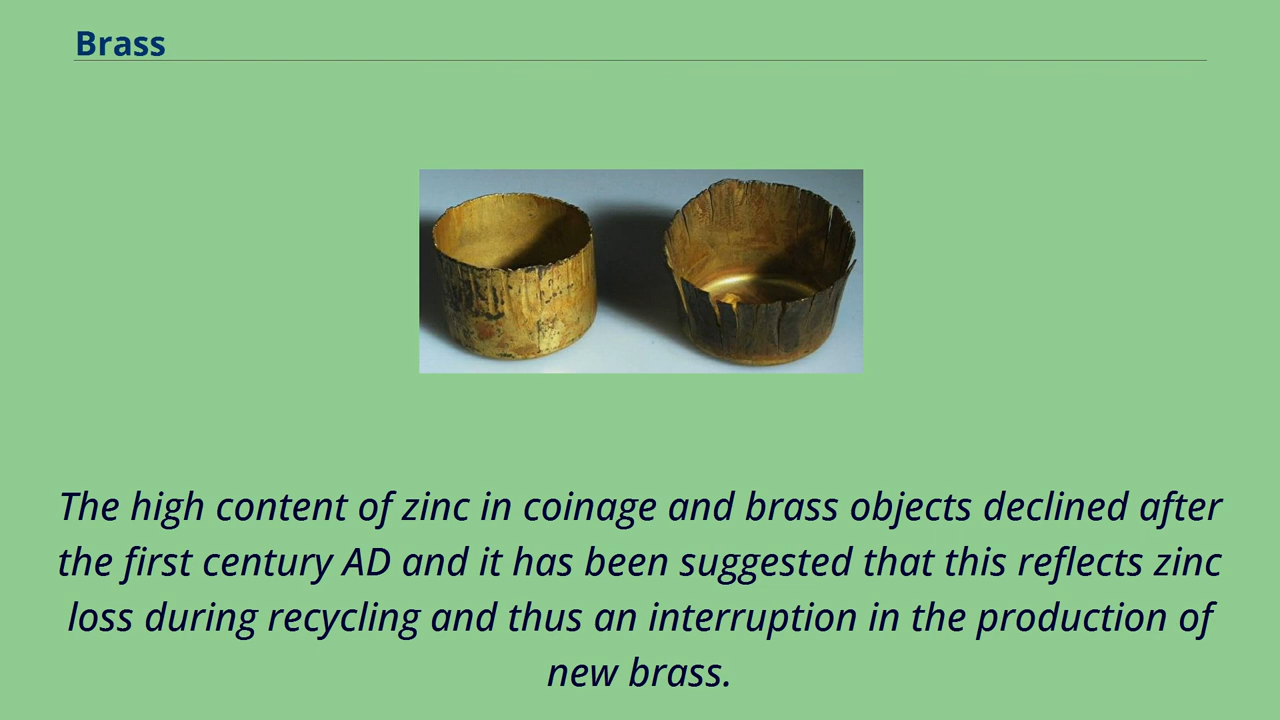 Brass
The high content of zinc in coinage and brass objects declined after
the first century AD and it has been suggested that this reflects zinc
loss during recycling and thus an interruption in the production of
new brass.